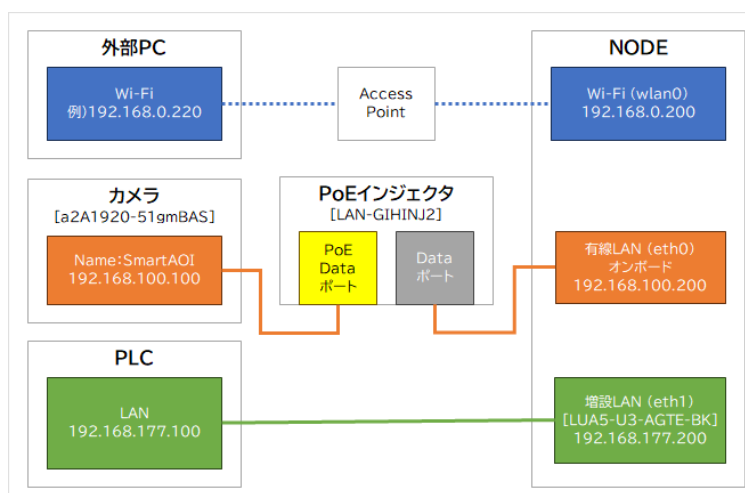 外部PC
Wi-Fi
例)192.168.0.220
Access
Point
NODE
Wi-Fi (wlan0)
192.168.0.200
カメラ
[a2A1920-51gmBAS]
Name:SmartAOI
192.168.100.100
PoEインジェクタ
[LAN-GIHINJ2]
PoE
Data
ポート
Data
ポート
有線LAN (eth0)
オンボード
192.168.100.200
PLC
LAN
192.168.177.100
増設LAN (eth1)
[LUA5-U3-AGTE-BK]
192.168.177.200